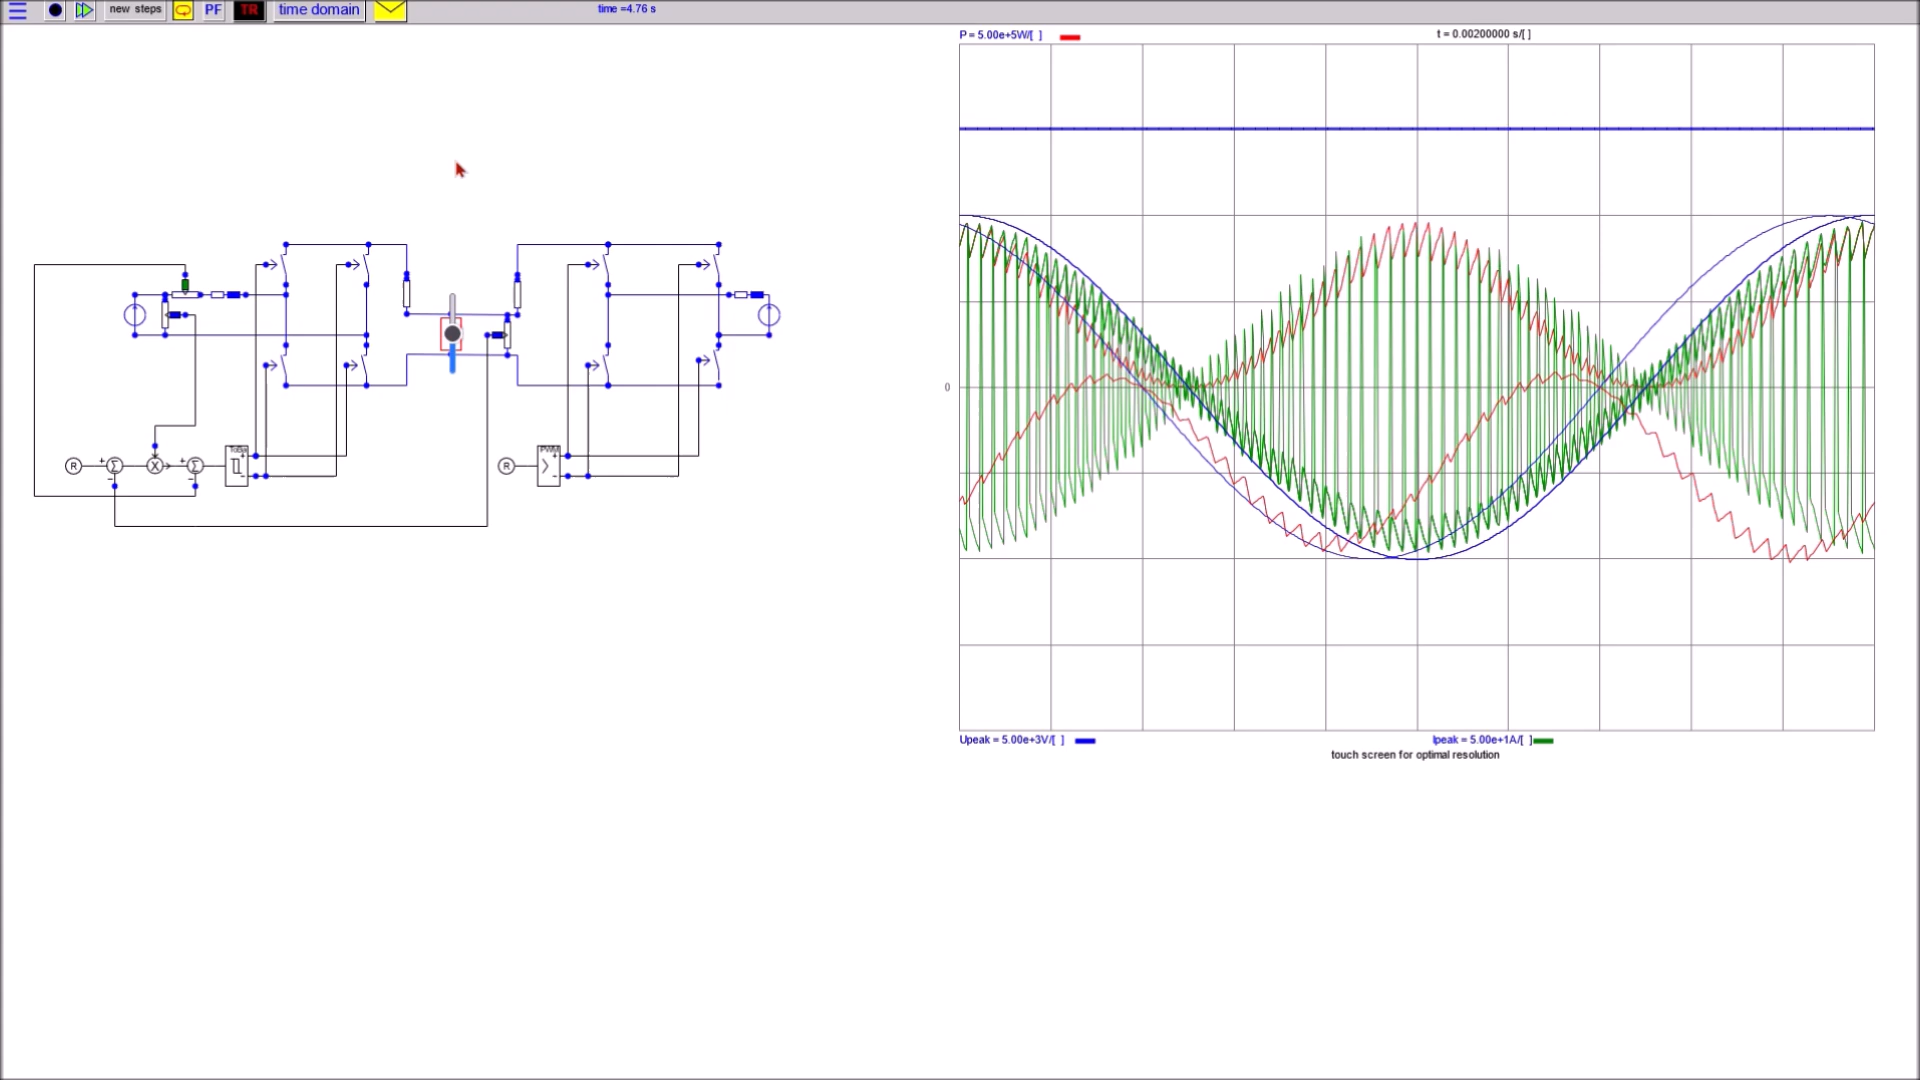 new steps
PF
TR
time domain
time =4.76 s
P = 5.00e+5W/[ ]
t = 0.00200000 s/[ ]
0
R
+
Σ
−
X
+
Σ
−
+
-
R
PWM
+
-
Upeak = 5.00e+3V/[ ]
Ipeak = 5.00e+1A/[ ]
touch screen for optimal resolution